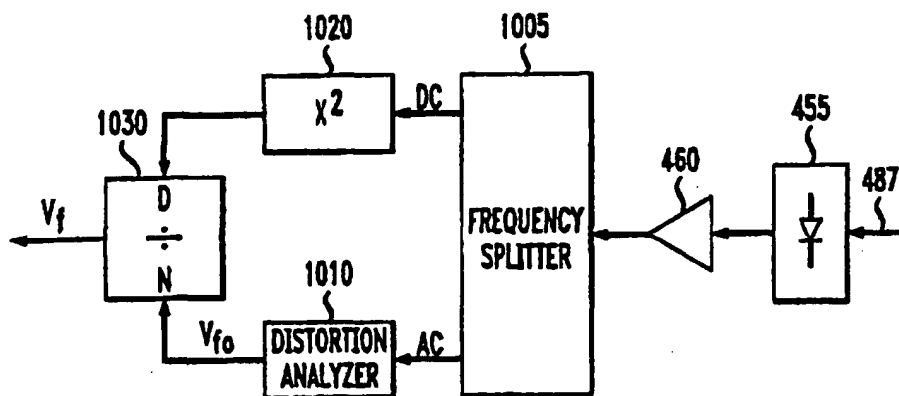 1020
1005
X²
DC
1030
455
D
÷
N
Vf
460
487
FREQUENCY
SPLITTER
1010
Vfo
DISTORTION
ANALYZER
AC